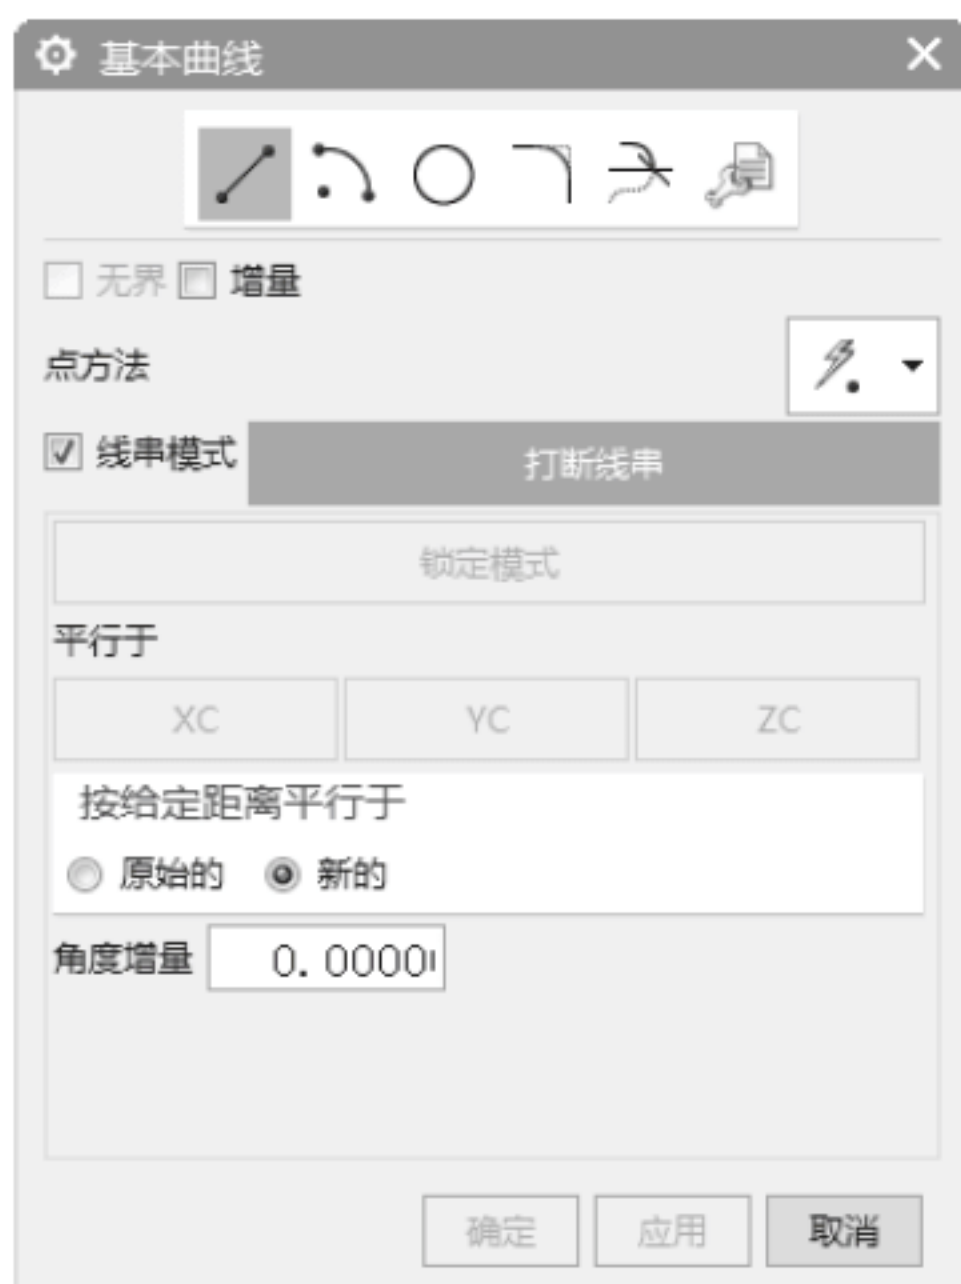 基本曲线
无界 增量
点方法
线串模式 打断线串
锁定模式
平行于
XC YC ZC
按给定距离平行于
原始的 新的
角度增量 0.0000
确定 应用 取消